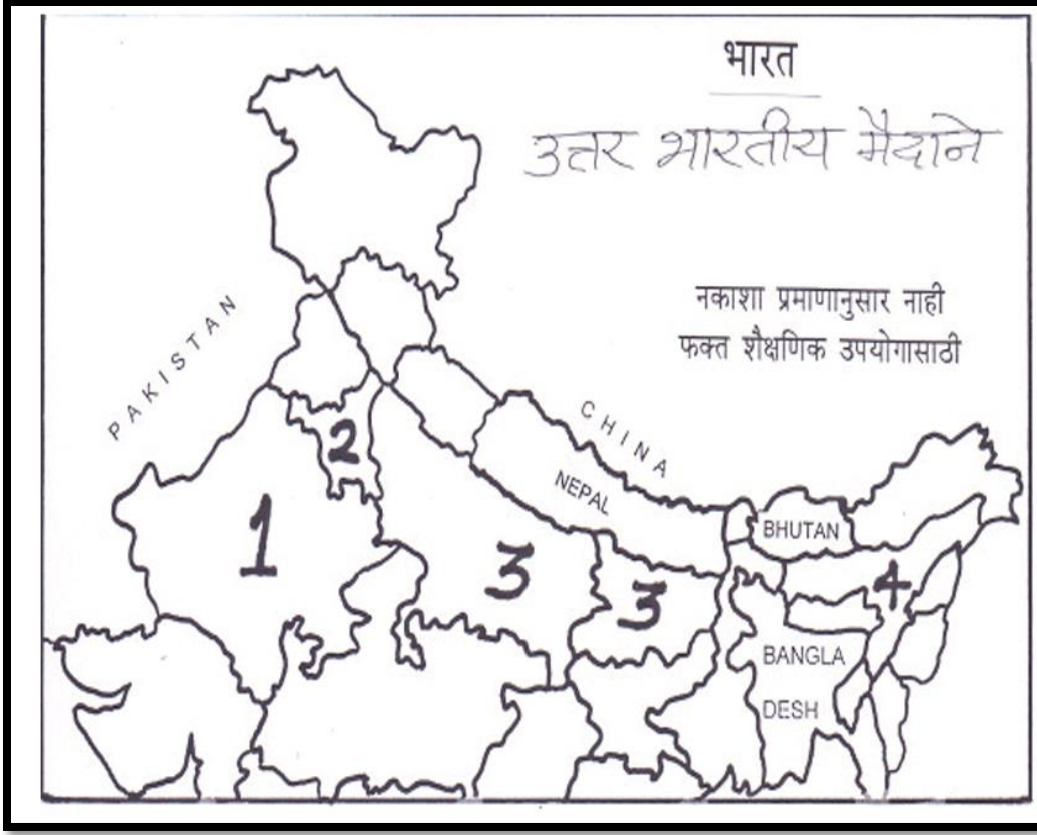 भारत
उत्तर भारतीय मैदाने
नकाशा प्रमाणानुसार नाही
फक्त शैक्षणिक उपयोगासाठी
PAKISTAN
CHINA
2
NEPAL
1
BHUTAN
3
3
4
BANGLA
DESH